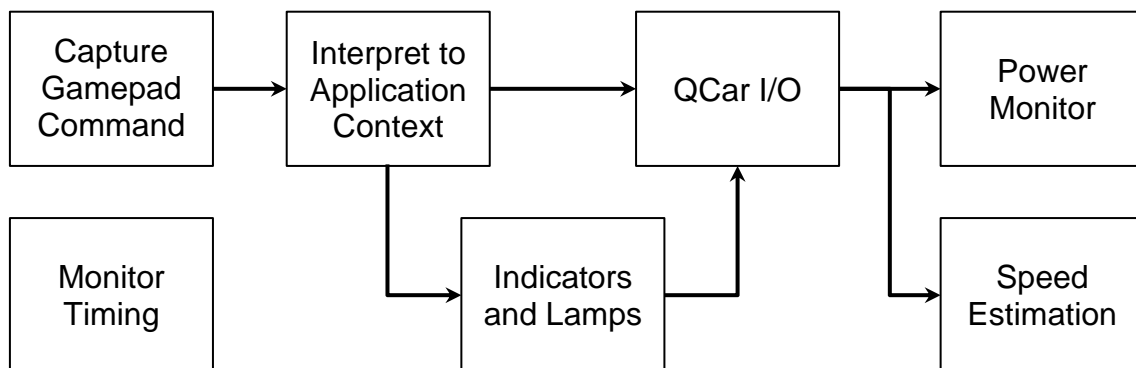 Capture
Gamepad
Command
Interpret to
Application
Context
QCar I/O
Power
Monitor
Monitor
Timing
Indicators
and Lamps
Speed
Estimation